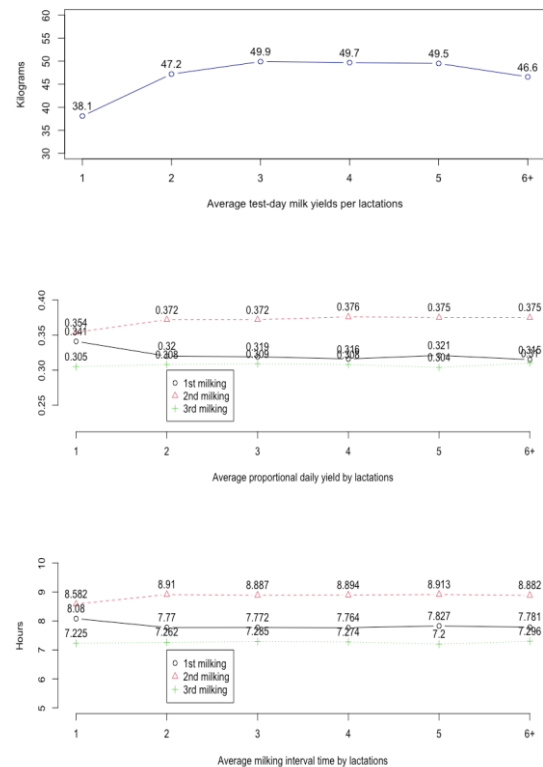 60
55
50
45
40
35
30
Kilograms
38.1 47.2 49.9 49.7 49.5 46.6
1 2 3 4 5 6+
Average test-day milk yields per lactations
0.40
0.35
0.30
0.25
0.354 0.372 0.372 0.376 0.375 0.375
0.341 0.32 0.319 0.316 0.321 0.315
0.305 0.308 0.309 0.308 0.304 0.31
1st milking
2nd milking
3rd milking
1 2 3 4 5 6+
Average proportional daily yield by lactations
10
9
8
7
6
5
Hours
8.582 8.91 8.887 8.894 8.913 8.882
8.08 7.77 7.772 7.764 7.827 7.781
7.225 7.262 7.285 7.274 7.2 7.296
1st milking
2nd milking
3rd milking
1 2 3 4 5 6+
Average milking interval time by lactations